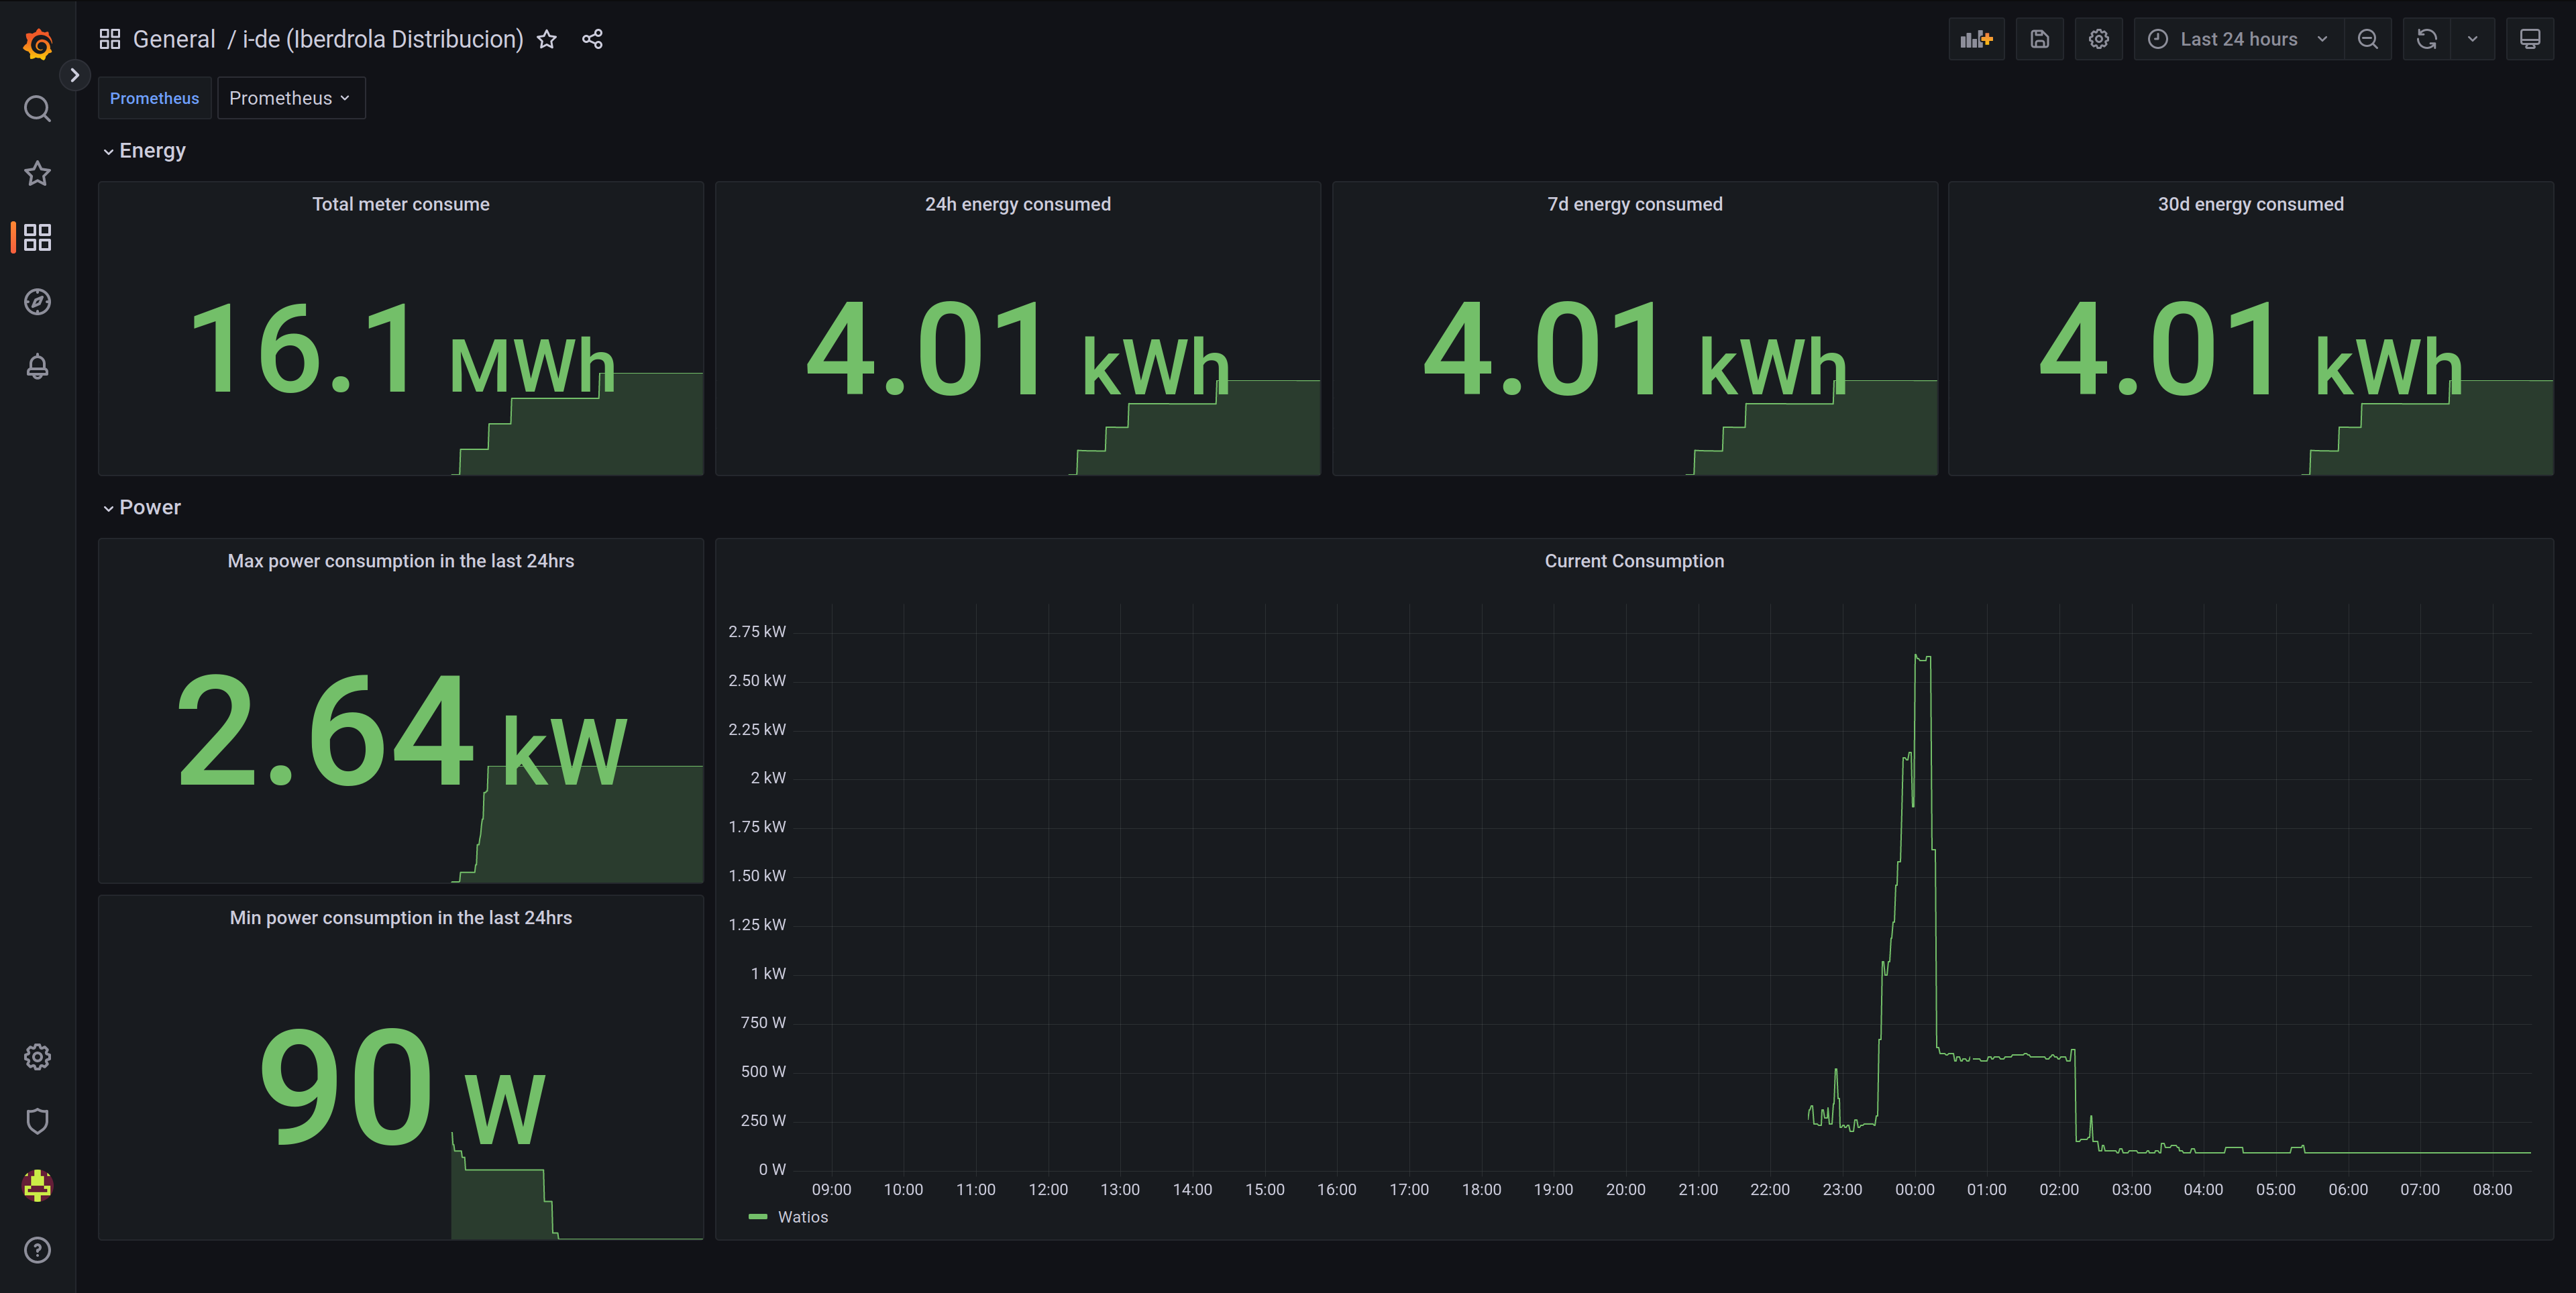 General / i-de (Iberdrola Distribucion)
Last 24 hours
Prometheus Prometheus
Energy
Total meter consume
16.1 MWh
24h energy consumed
4.01 kWh
7d energy consumed
4.01 kWh
30d energy consumed
4.01 kWh
Power
Max power consumption in the last 24hrs
2.64 kW
Min power consumption in the last 24hrs
90 W
Current Consumption
2.75 kW
2.50 kW
2.25 kW
2 kW
1.75 kW
1.50 kW
1.25 kW
1 kW
750 W
500 W
250 W
0 W
09:00 10:00 11:00 12:00 13:00 14:00 15:00 16:00 17:00 18:00 19:00 20:00 21:00 22:00 23:00 00:00 01:00 02:00 03:00 04:00 05:00 06:00 07:00 08:00
Watios